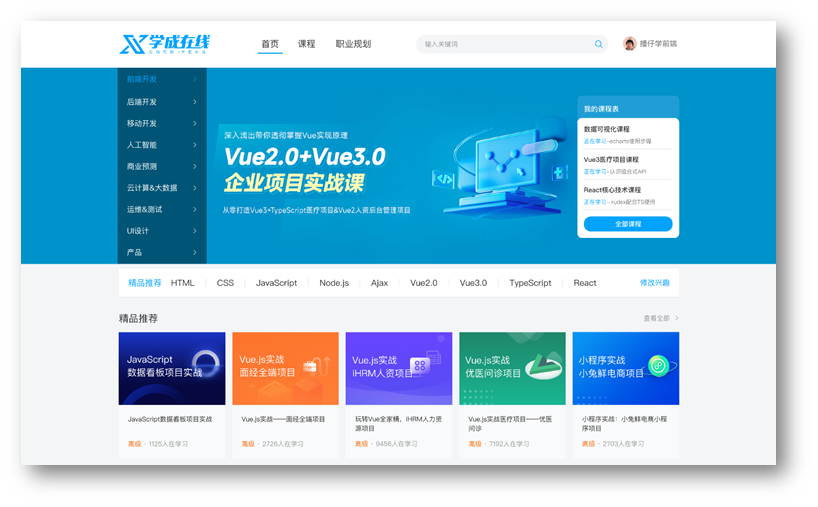 学成在线
首页 课程 职业规划
输入关键词
播仔学前端
前端开发
后端开发
移动开发
人工智能
商业预测
云计算&大数据
运维&测试
UI设计
产品
深入浅出带你透彻掌握Vue实现原理
Vue2.0+Vue3.0
企业项目实战课
从零打造Vue3+TypeScript医疗项目&Vue2人资后台管理项目
我的课程表
数据可视化课程
正在学习-echarts使用步骤
Vue3医疗项目课程
正在学习-认识组合式API
React核心技术课程
正在学习- rudex配合TS使用
全部课程
精品推荐 HTML CSS JavaScript Node.js Ajax Vue2.0 Vue3.0 TypeScript React 修改兴趣
精品推荐
查看全部
JavaScript
数据看板项目实战
JavaScript数据看板项目实战
高级 · 1125人在学习
Vue.js实战
面经全端项目
Vue.js实战——面经全端项目
高级 · 2726人在学习
Vue.js实战
iHRM人资项目
玩转Vue全家桶，iHRM人力资
源项目
高级 · 9456人在学习
Vue.js实战
优医问诊项目
Vue.js实战医疗项目——优医
问诊
高级 · 7192人在学习
小程序实战
小兔鲜电商项目
小程序实战：小兔鲜电商小程
序项目
高级 · 2703人在学习